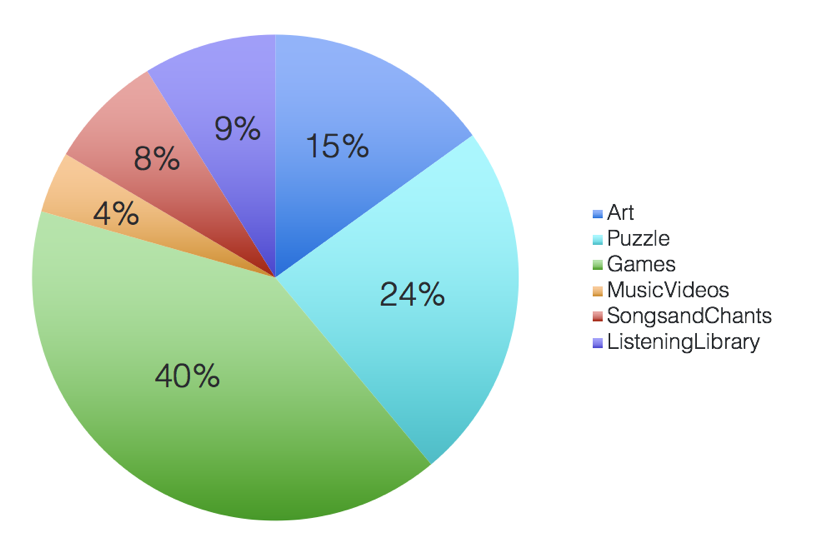 9%
15%
8%
4%
24%
40%
Art
Puzzle
Games
MusicVideos
SongsandChants
ListeningLibrary